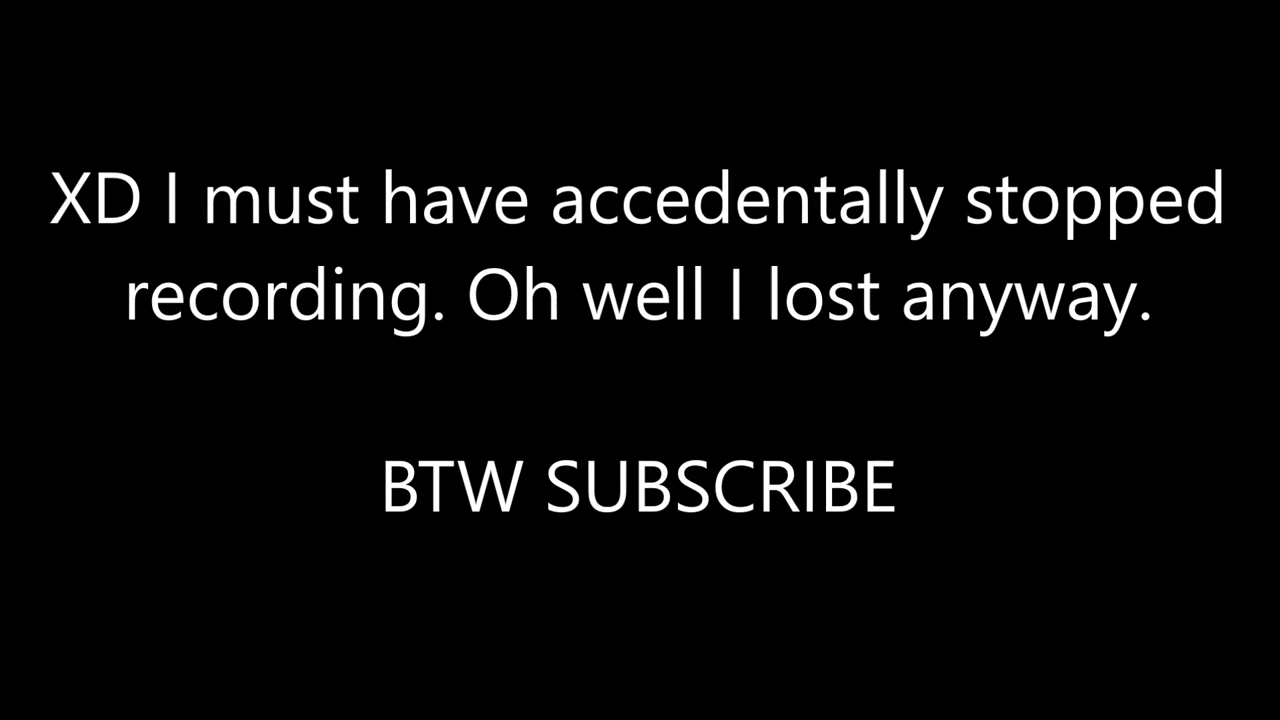 XD I must have accedentally stopped
recording. Oh well I lost anyway.
BTW SUBSCRIBE